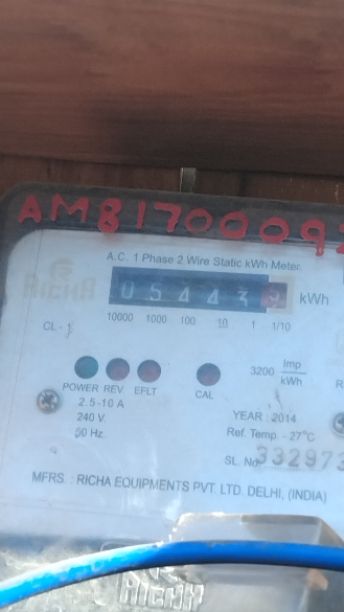 AM8170009
A.C. 1 Phase 2 Wire Static kWh Meter.
RICHA
05443 kWh
10000 1000 100 10 1 1/10
CL-1
3200 Imp/kWh
POWER REV EFLT CAL
2.5-10 A
240 V.
50 Hz.
YEAR : 2014
Ref. Temp. - 27°C
SL. No. 332973
MFRS. : RICHA EQUIPMENTS PVT. LTD. DELHI, (INDIA)
RICHA